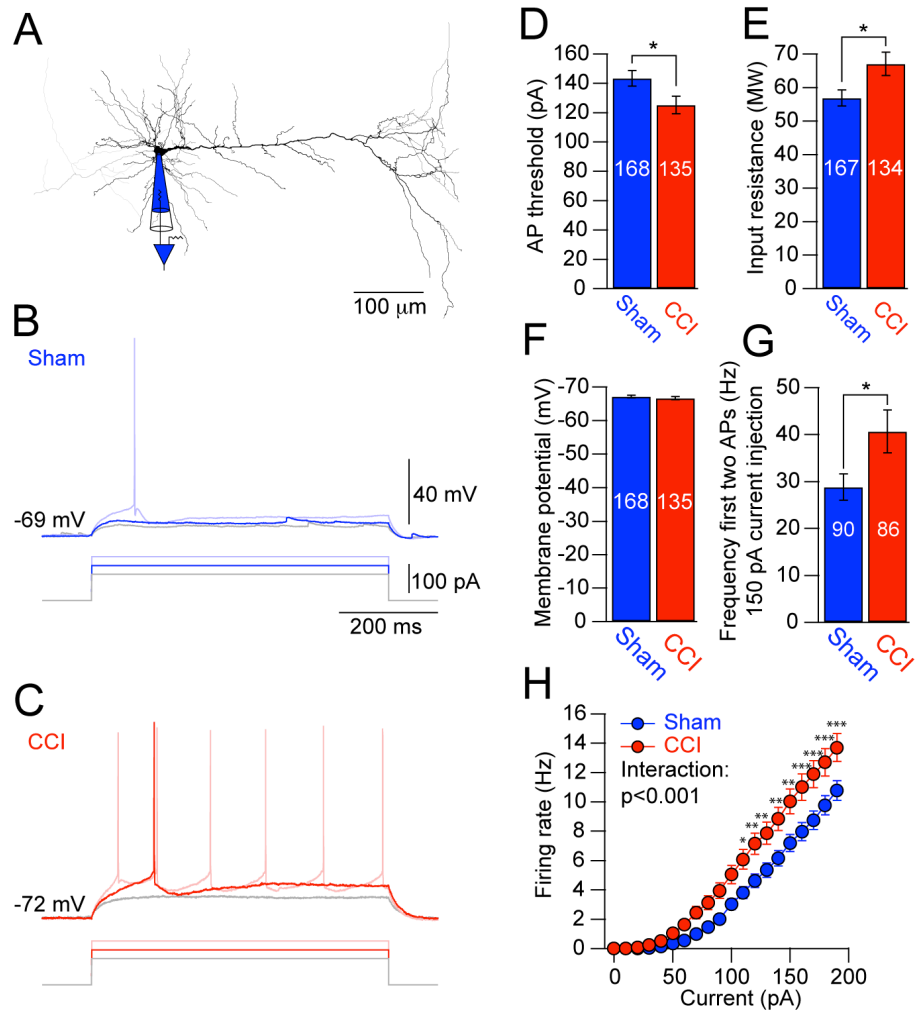 A
100 μm
B
Sham
-69 mV
40 mV
100 pA
200 ms
C
CCI
-72 mV
D
AP threshold (pA)
160
140
120
100
80
60
40
20
0
*
168
135
Sham
CCI
E
Input resistance (MW)
70
60
50
40
30
20
10
0
*
167
134
Sham
CCI
F
Membrane potential (mV)
-70
-60
-50
-40
-30
-20
-10
0
168
135
Sham
CCI
G
Frequency first two APs (Hz)
150 pA current injection
50
40
30
20
10
0
*
90
86
Sham
CCI
H
Firing rate (Hz)
16
14
12
10
8
6
4
2
0
Sham
CCI
Interaction:
p<0.001
*
**
**
**
**
***
***
***
***
0
50
100
150
200
Current (pA)